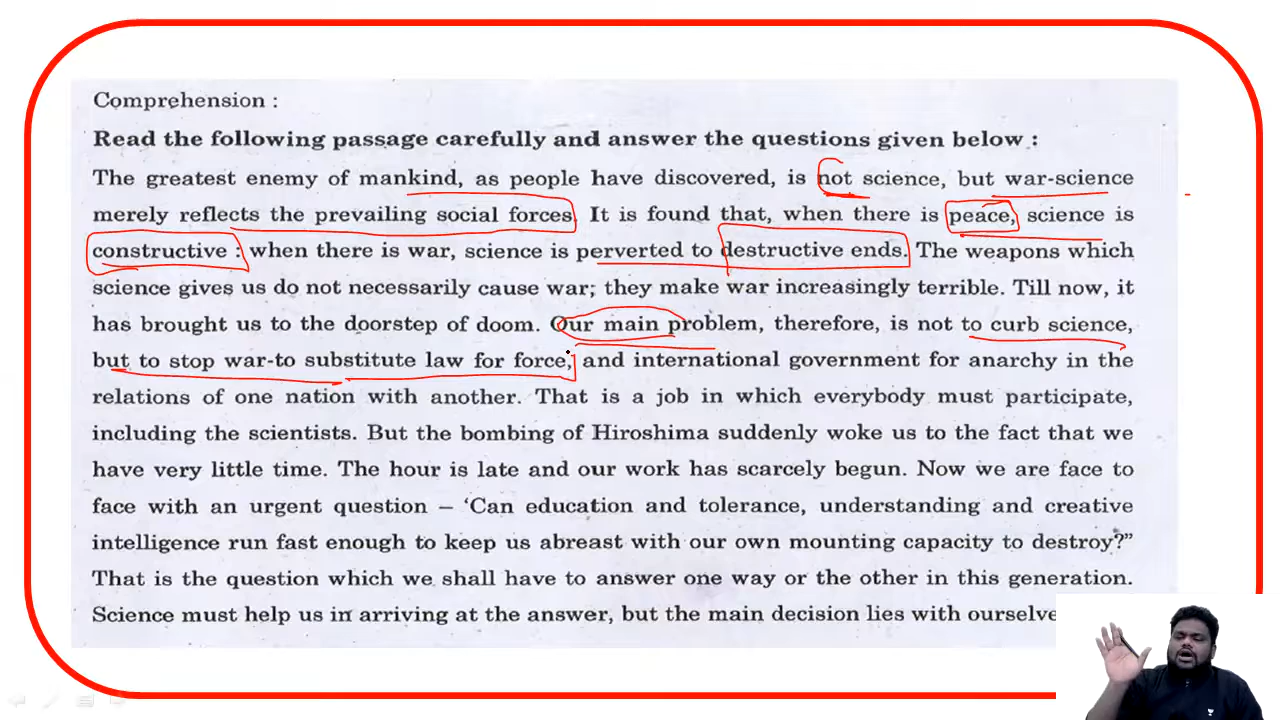 Comprehension :
Read the following passage carefully and answer the questions given below :
The greatest enemy of mankind, as people have discovered, is not science, but war-science
merely reflects the prevailing social forces. It is found that, when there is peace, science is
constructive : when there is war, science is perverted to destructive ends. The weapons which
science gives us do not necessarily cause war; they make war increasingly terrible. Till now, it
has brought us to the doorstep of doom. Our main problem, therefore, is not to curb science,
but to stop war-to substitute law for force, and international government for anarchy in the
relations of one nation with another. That is a job in which everybody must participate,
including the scientists. But the bombing of Hiroshima suddenly woke us to the fact that we
have very little time. The hour is late and our work has scarcely begun. Now we are face to
face with an urgent question – ‘Can education and tolerance, understanding and creative
intelligence run fast enough to keep us abreast with our own mounting capacity to destroy?”
That is the question which we shall have to answer one way or the other in this generation.
Science must help us in arriving at the answer, but the main decision lies with ourselve